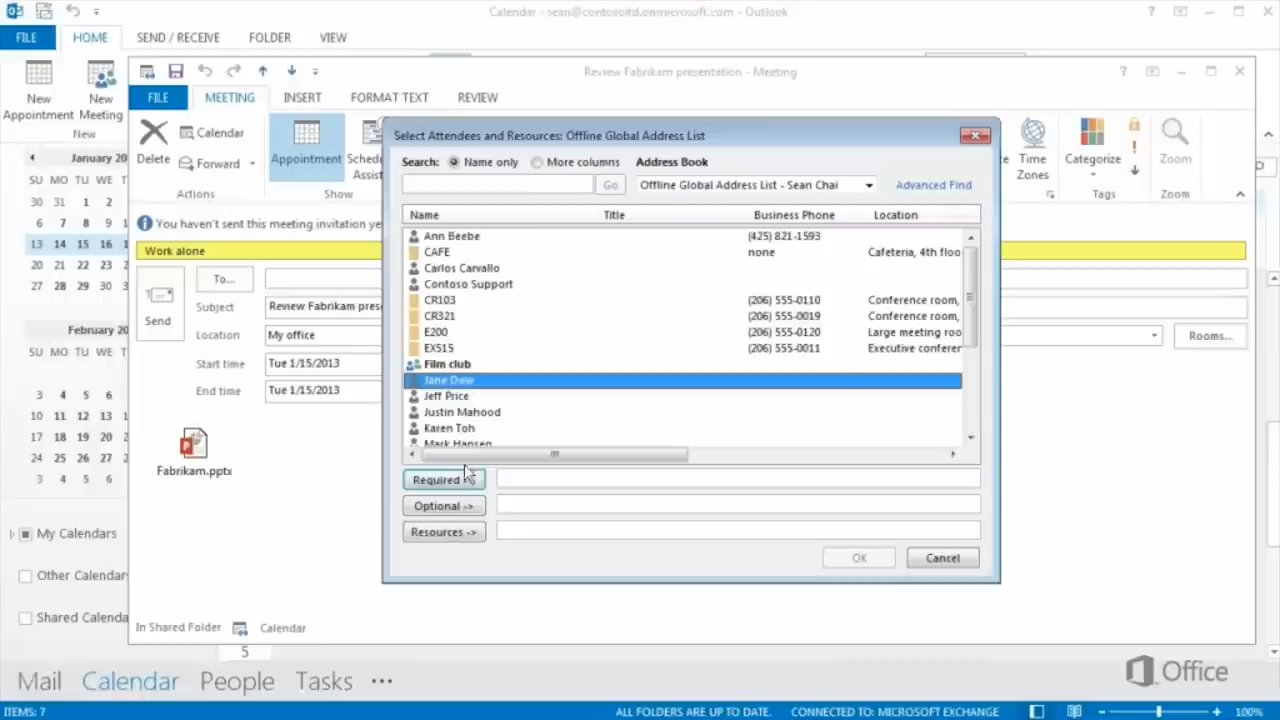 Calendar - sean@contosoltd.onmicrosoft.com - Outlook
FILE HOME SEND / RECEIVE FOLDER VIEW
New Appointment
New Meeting
New
Review Fabrikam presentation - Meeting
FILE MEETING INSERT FORMAT TEXT REVIEW
Delete
Calendar
Forward
Actions
Appointment
Show
Time Zones
Categorize
Tags
Zoom
Zoom
January 20
SU MO TU WE T
30 31 1 2
6 7 8 9 1
13 14 15 16 1
20 21 22 23 2
27 28 29 30 3
February 20
SU MO TU WE T
3 4 5 6
10 11 12 13 1
17 18 19 20 2
24 25 26 27 2
3 4 5 6
My Calendars
Other Calendars
Shared Calenda
You haven't sent this meeting invitation ye
Work alone
Send
To...
Subject Review Fabrikam pres
Location My office
Rooms...
Start time Tue 1/15/2013
End time Tue 1/15/2013
Fabrikam.pptx
In Shared Folder Calendar
5
Select Attendees and Resources: Offline Global Address List
Search: Name only More columns Address Book
Go Offline Global Address List - Sean Chai Advanced Find
Name Title Business Phone Location
Ann Beebe (425) 821-1593
CAFE none Cafeteria, 4th floo
Carlos Carvallo
Contoso Support
CR103 (206) 555-0110 Conference room,
CR321 (206) 555-0019 Conference room,
E200 (206) 555-0120 Large meeting roo
EX515 (206) 555-0011 Executive conferen
Film club
Jane Dow
Jeff Price
Justin Mahood
Karen Toh
Mark Hansen
Required
Optional ->
Resources ->
OK Cancel
Mail Calendar People Tasks •••
Office
ITEMS: 7 ALL FOLDERS ARE UP TO DATE. CONNECTED TO: MICROSOFT EXCHANGE 100%